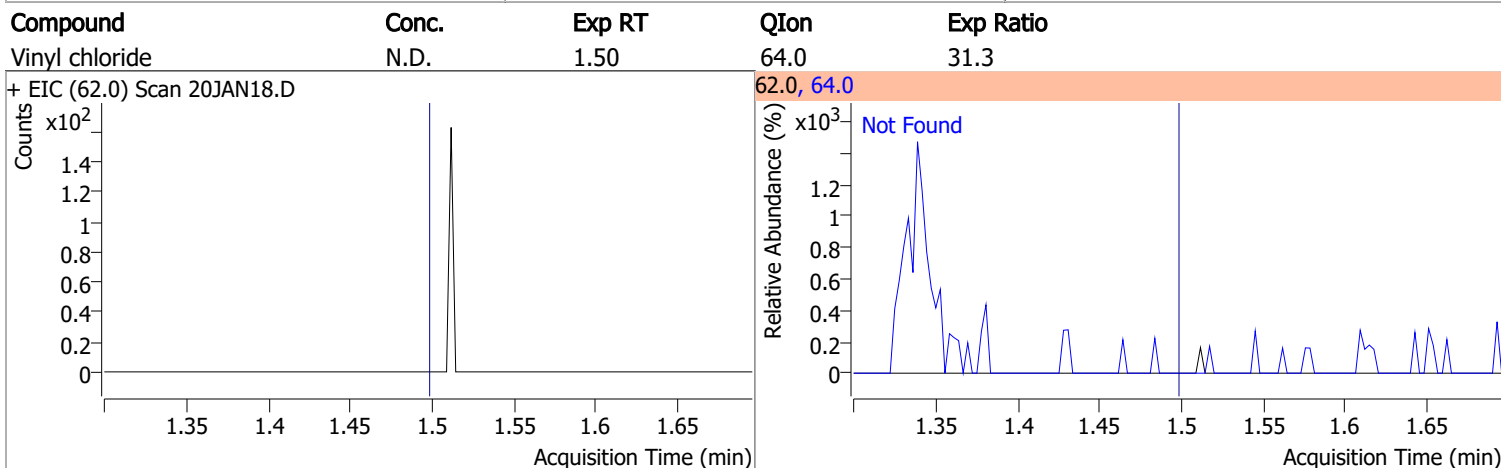 Compound Conc. Exp RT QIon Exp Ratio
Vinyl chloride N.D. 1.50 64.0 31.3
+ EIC (62.0) Scan 20JAN18.D
Counts
x10²
1.4
1.2
1
0.8
0.6
0.4
0.2
0
1.35 1.4 1.45 1.5 1.55 1.6 1.65
Acquisition Time (min)
62.0, 64.0
Relative Abundance (%)
x10³
Not Found
1.2
1
0.8
0.6
0.4
0.2
0
1.35 1.4 1.45 1.5 1.55 1.6 1.65
Acquisition Time (min)